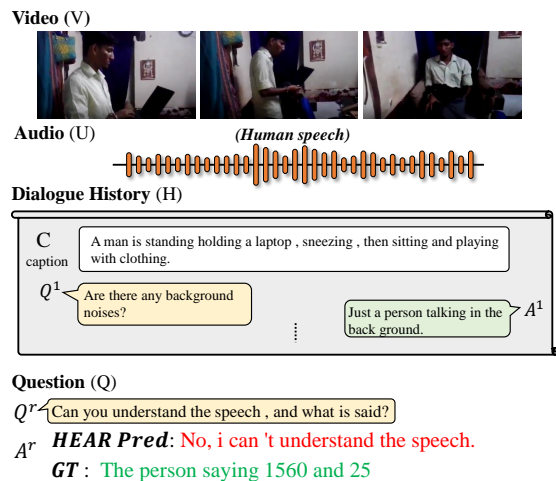 Video (V)
Audio (U)
(Human speech)
Dialogue History (H)
C
caption
A man is standing holding a laptop , sneezing , then sitting and playing
with clothing.
Q¹
Are there any background
noises?
Just a person talking in the
back ground.
A¹
Question (Q)
Qʳ
Can you understand the speech , and what is said?
Aʳ
HEAR Pred: No, i can 't understand the speech.
GT : The person saying 1560 and 25